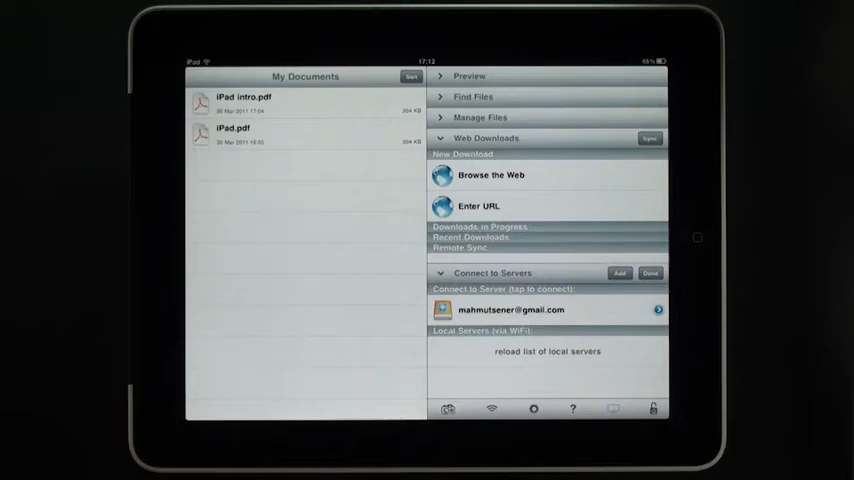 iPad
17:12
65%
My Documents
Sort
iPad intro.pdf
30 Mar 2011 17:04
204 KB
iPad.pdf
30 Mar 2011 16:55
204 KB
Preview
Find Files
Manage Files
Web Downloads
Sync
New Download
Browse the Web
Enter URL
Downloads in Progress
Recent Downloads
Remote Sync
Connect to Servers
Add
Done
Connect to Server (tap to connect):
mahmutsener@gmail.com
Local Servers (via WiFi):
reload list of local servers
?